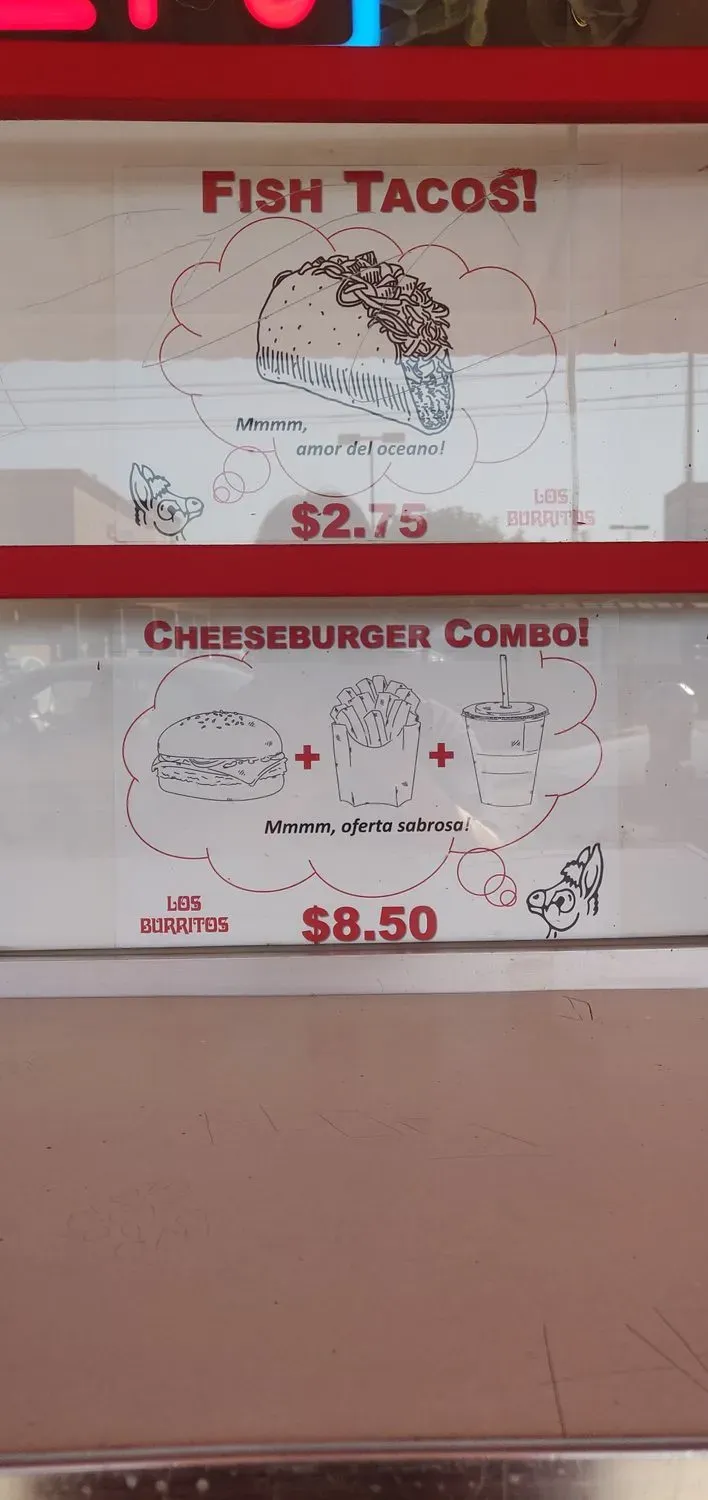 FISH TACOS!
Mmmm,
amor del oceano!
$2.75
LOS
BURRITOS
CHEESEBURGER COMBO!
+ +
Mmmm, oferta sabrosa!
LOS
BURRITOS
$8.50